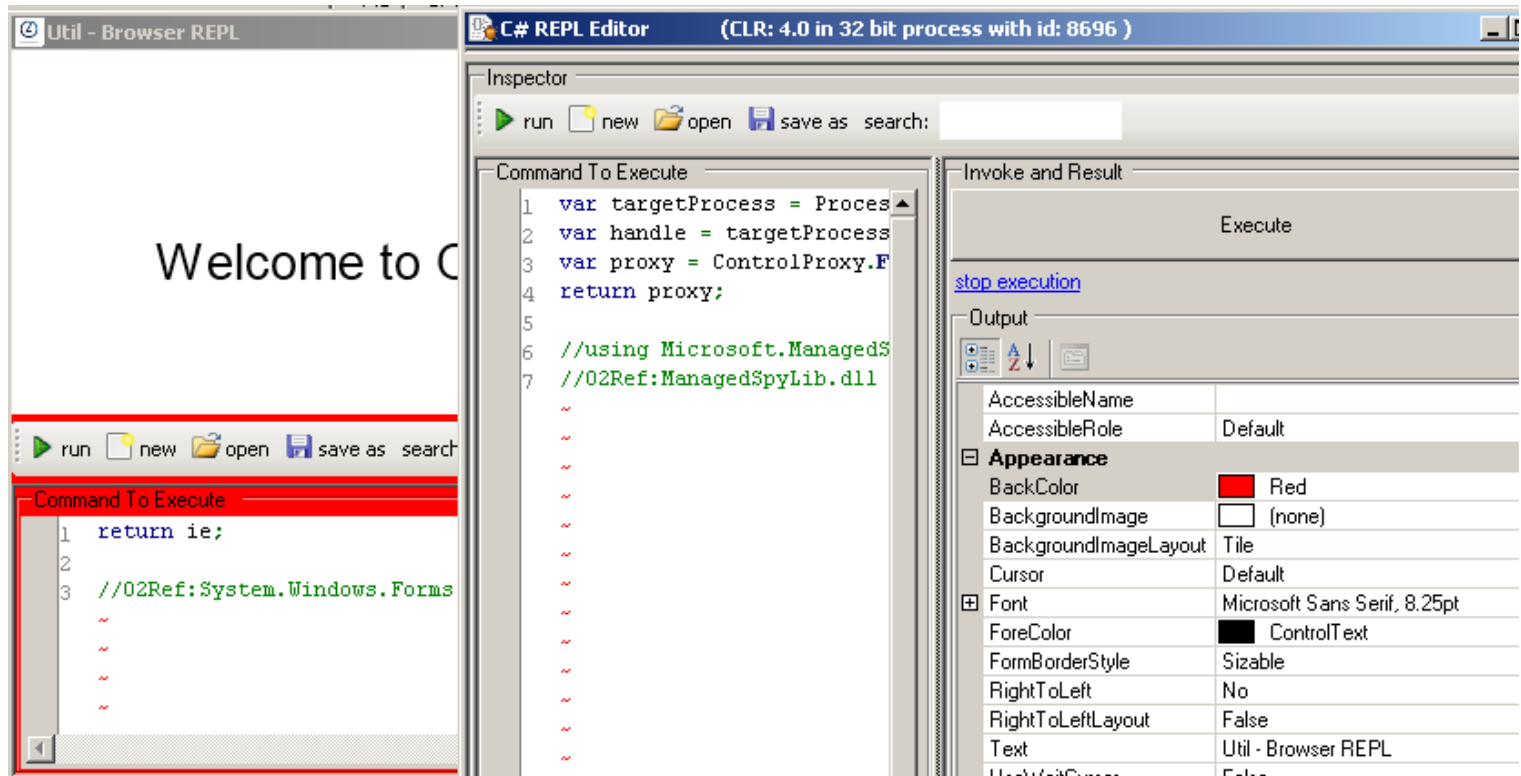 Util - Browser REPL
Welcome to
run new open save as search
Command To Execute
1 return ie;
2
3 //O2Ref:System.Windows.Forms
~
~
~
~
C# REPL Editor (CLR: 4.0 in 32 bit process with id: 8696 )
Inspector
run new open save as search:
Command To Execute
1 var targetProcess = Proces
2 var handle = targetProcess
3 var proxy = ControlProxy.F
4 return proxy;
5
6 //using Microsoft.ManagedS
7 //O2Ref:ManagedSpyLib.dll
~
~
~
~
~
~
~
~
~
~
~
~
~
Invoke and Result
Execute
stop execution
Output
AccessibleName
AccessibleRole Default
Appearance
BackColor Red
BackgroundImage (none)
BackgroundImageLayout Tile
Cursor Default
Font Microsoft Sans Serif, 8.25pt
ForeColor ControlText
FormBorderStyle Sizable
RightToLeft No
RightToLeftLayout False
Text Util - Browser REPL